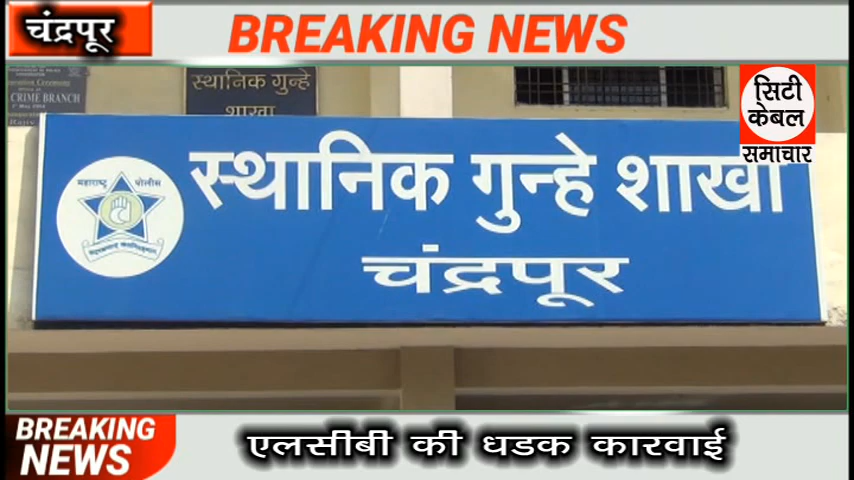 चंद्रपूर
BREAKING NEWS
CRIME BRANCH
स्थानिक गुन्हे
शाखा
सिटी
केबल
समाचार
महाराष्ट्र पोलीस
स्थानिक गुन्हे शाखा
चंद्रपूर
BREAKING
NEWS
एलसीबी की धडक कारवाई